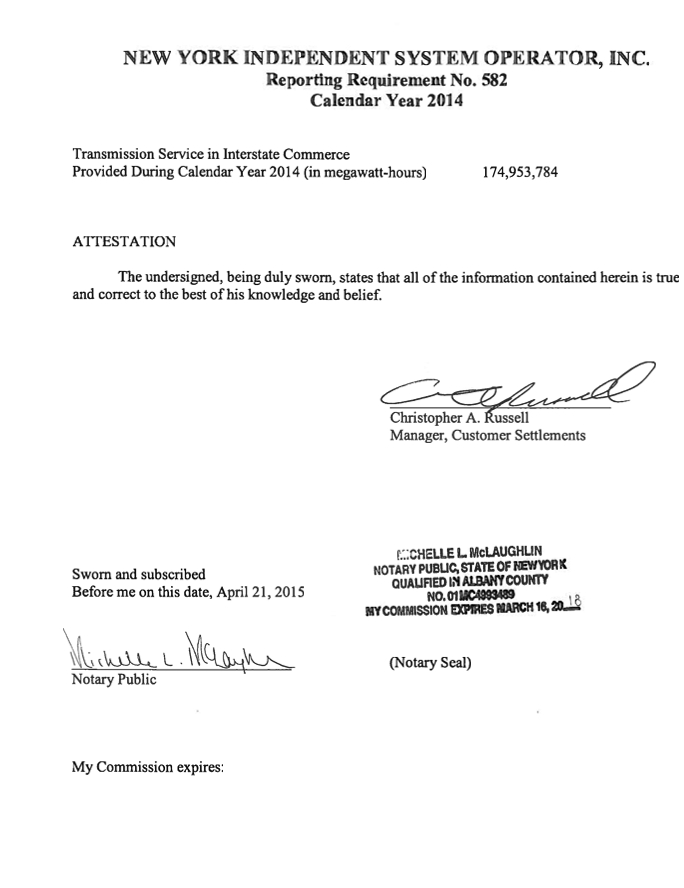 NEW YORK INDEPENDENT SYSTEM OPERATOR, INC.
Reporting Requirement No. 582
Calendar Year 2014
Transmission Service in Interstate Commerce
Provided During Calendar Year 2014 (in megawatt-hours) 174,953,784
ATTESTATION
The undersigned, being duly sworn, states that all of the information contained herein is true
and correct to the best of his knowledge and belief.
Christopher A. Russell
Manager, Customer Settlements
Sworn and subscribed
Before me on this date, April 21, 2015
MICHELLE L. McLAUGHLIN
NOTARY PUBLIC, STATE OF NEW YORK
QUALIFIED IN ALBANY COUNTY
NO. 01MC4993489
MY COMMISSION EXPIRES MARCH 16, 2018
Michelle L. McLaughlin
Notary Public
(Notary Seal)
My Commission expires: